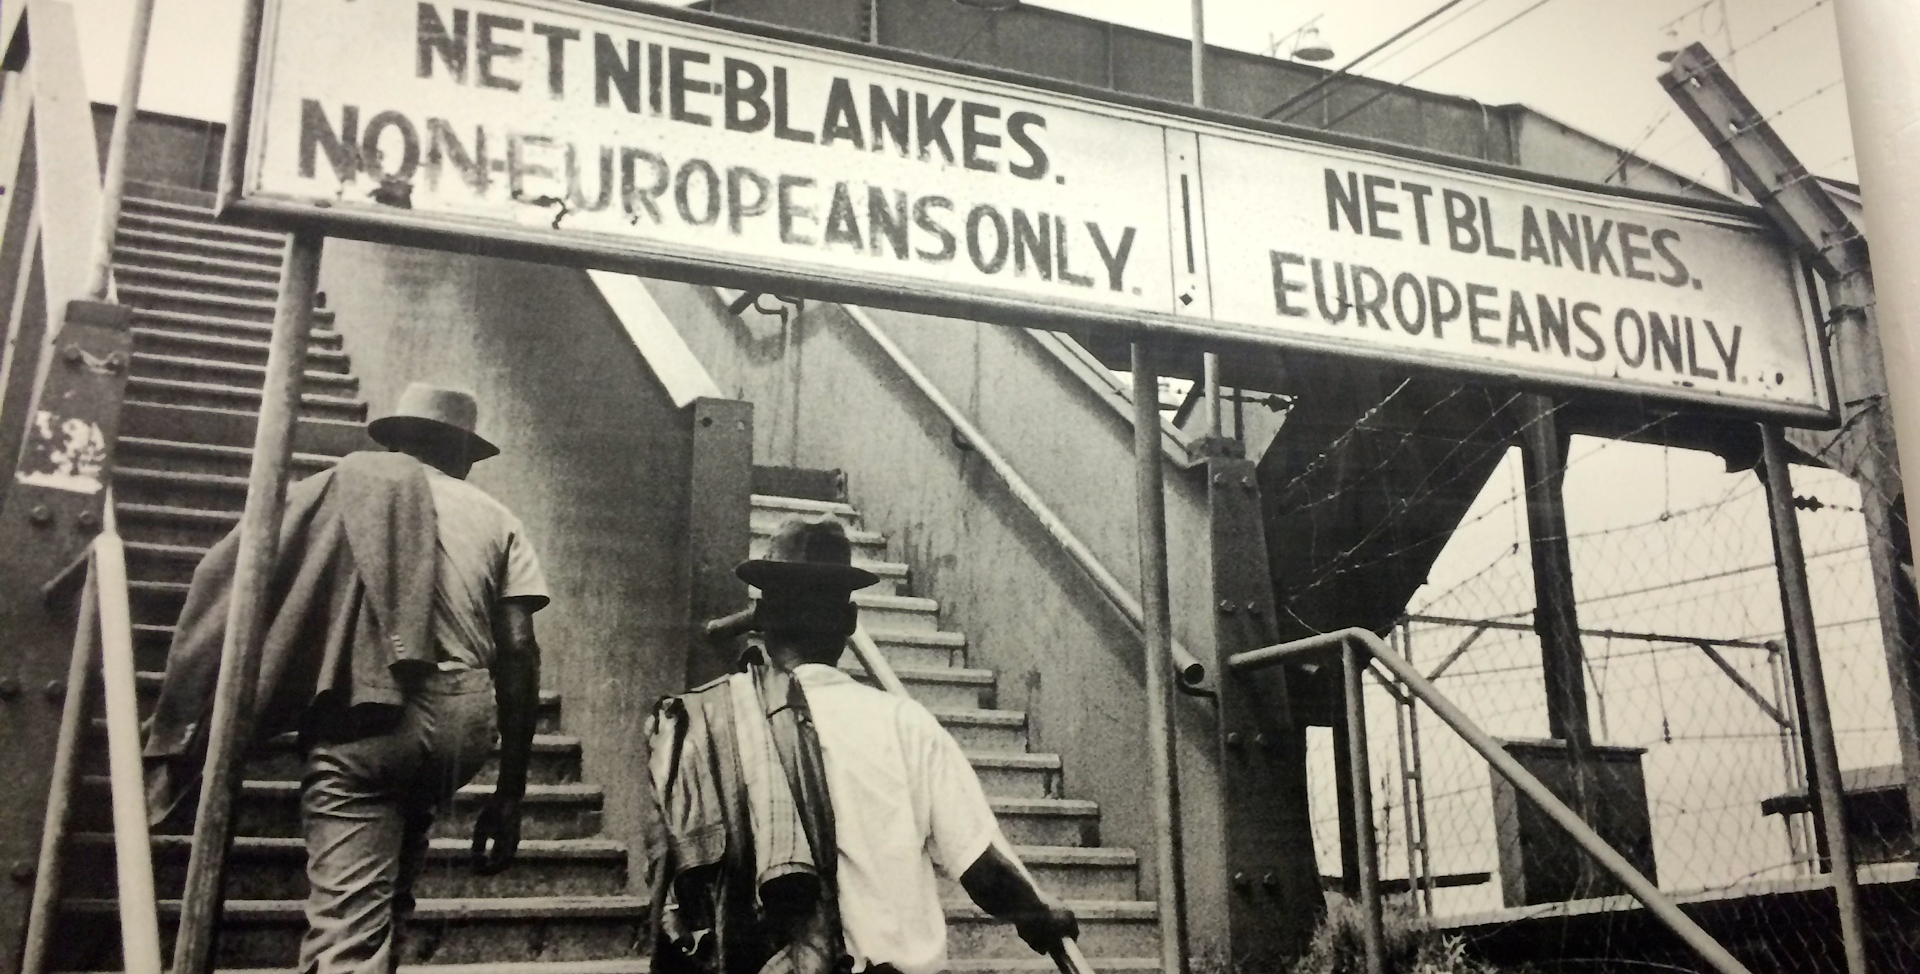 NET NIE-BLANKES.
NON-EUROPEANS ONLY.
NET BLANKES.
EUROPEANS ONLY.